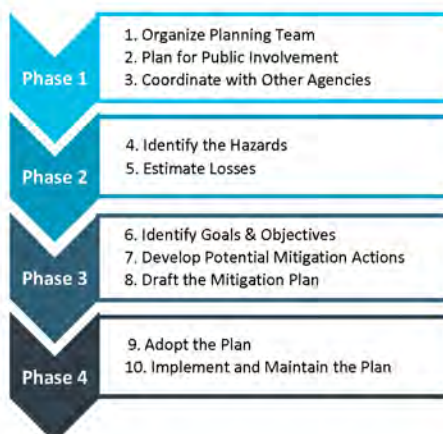 Phase 1
1. Organize Planning Team
2. Plan for Public Involvement
3. Coordinate with Other Agencies
Phase 2
4. Identify the Hazards
5. Estimate Losses
Phase 3
6. Identify Goals & Objectives
7. Develop Potential Mitigation Actions
8. Draft the Mitigation Plan
Phase 4
9. Adopt the Plan
10. Implement and Maintain the Plan